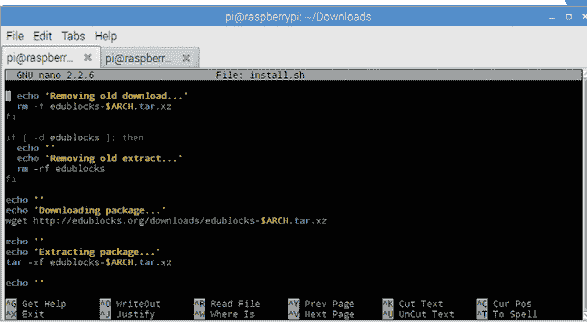 pi@raspberrypi: ~/Downloads
File Edit Tabs Help
pi@raspberr... pi@raspberr...
GNU nano 2.2.6 File: install.sh
echo 'Removing old download...'
rm -f edublocks-$ARCH.tar.xz
fi
if [ -d edublocks ]; then
echo ''
echo 'Removing old extract...'
rm -rf edublocks
fi
echo ''
echo 'Downloading package...'
wget http://edublocks.org/downloads/edublocks-$ARCH.tar.xz
echo ''
echo 'Extracting package...'
tar -xf edublocks-$ARCH.tar.xz
echo ''
^G Get Help ^O WriteOut ^R Read File ^Y Prev Page ^K Cut Text ^C Cur Pos
^X Exit ^J Justify ^W Where Is ^V Next Page ^U UnCut Text ^T To Spell